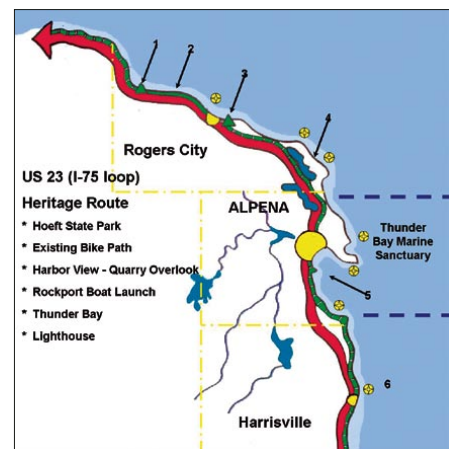 1
2
3
4
Rogers City
US 23 (I-75 loop)
Heritage Route
* Hoeft State Park
* Existing Bike Path
* Harbor View - Quarry Overlook
* Rockport Boat Launch
* Thunder Bay
* Lighthouse
ALPENA
Thunder
Bay Marine
Sanctuary
5
6
Harrisville